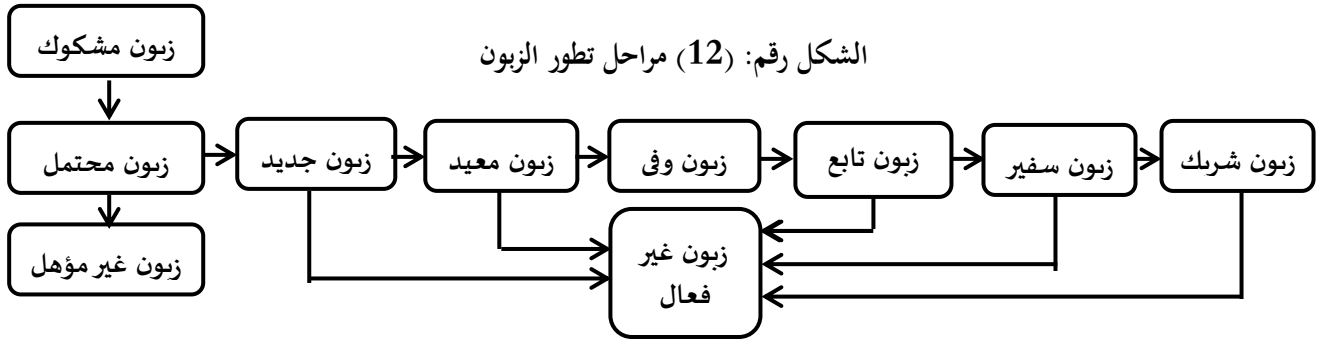 زبون مشكوك
الشكل رقم: (12) مراحل تطور الزبون
زبون محتمل
زبون جديد
زبون معيد
زبون وفى
زبون تابع
زبون سفير
زبون شريك
زبون غير مؤهل
زبون غير
فعال